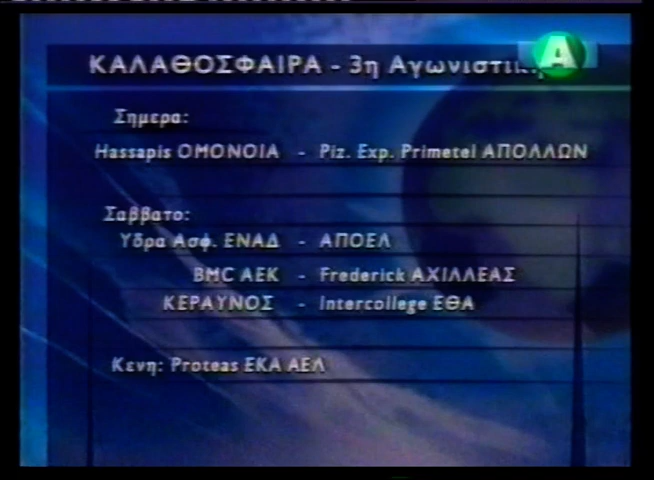 ΚΑΛΑΘΟΣΦΑΙΡΑ - 3η Αγωνιστική
Α
Σημερα:
Hassapis ΟΜΟΝΟΙΑ - Piz. Exp. Primetel ΑΠΟΛΛΩΝ
Σαββατο:
Υδρα Ασφ. ΕΝΑΔ - ΑΠΟΕΛ
BMC ΑΕΚ - Frederick ΑΧΙΛΛΕΑΣ
ΚΕΡΑΥΝΟΣ - Intercollege ΕΘΑ
Κενη: Proteas ΕΚΑ ΑΕΛ